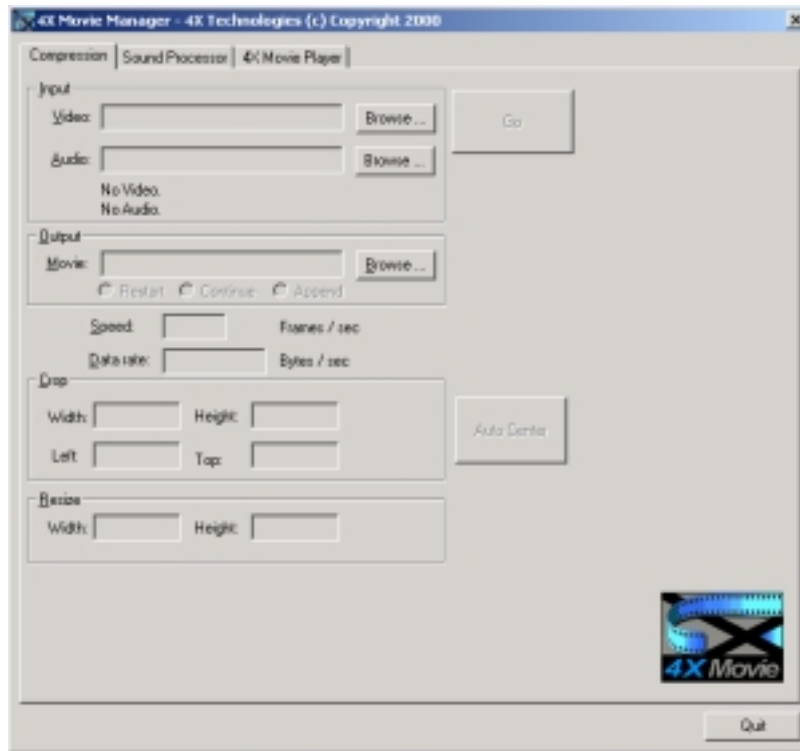 4X Movie Manager - 4X Technologies (c) Copyright 2000
Compression Sound Processor 4X Movie Player
Input
Video: Browse ... Go
Audio: Browse ...
No Video.
No Audio.
Output
Movie: Browse ...
Restart Continue Append
Speed: Frames / sec
Data rate: Bytes / sec
Crop
Width: Height:
Auto Center
Left: Top:
Resize
Width: Height:
4X Movie
Quit